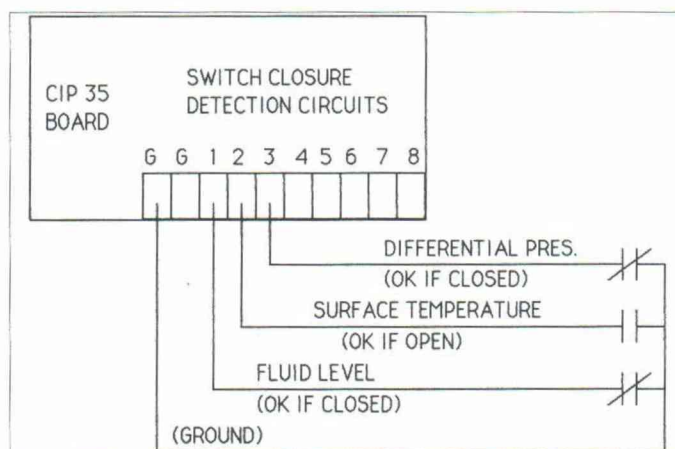 CIP 35
BOARD
SWITCH CLOSURE
DETECTION CIRCUITS
G G 1 2 3 4 5 6 7 8
DIFFERENTIAL PRES.
(OK IF CLOSED)
SURFACE TEMPERATURE
(OK IF OPEN)
FLUID LEVEL
(OK IF CLOSED)
(GROUND)